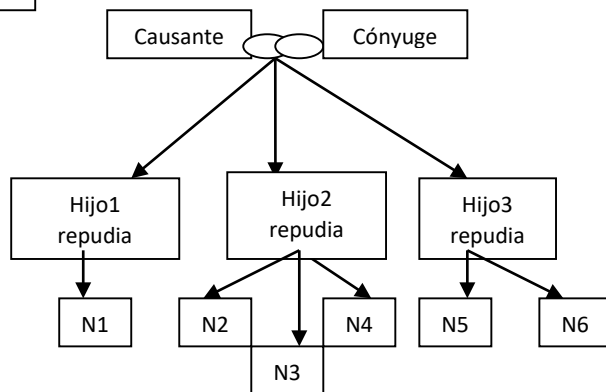 Causante
Cónyuge
Hijo1
repudia
Hijo2
repudia
Hijo3
repudia
N1
N2
N4
N5
N6
N3